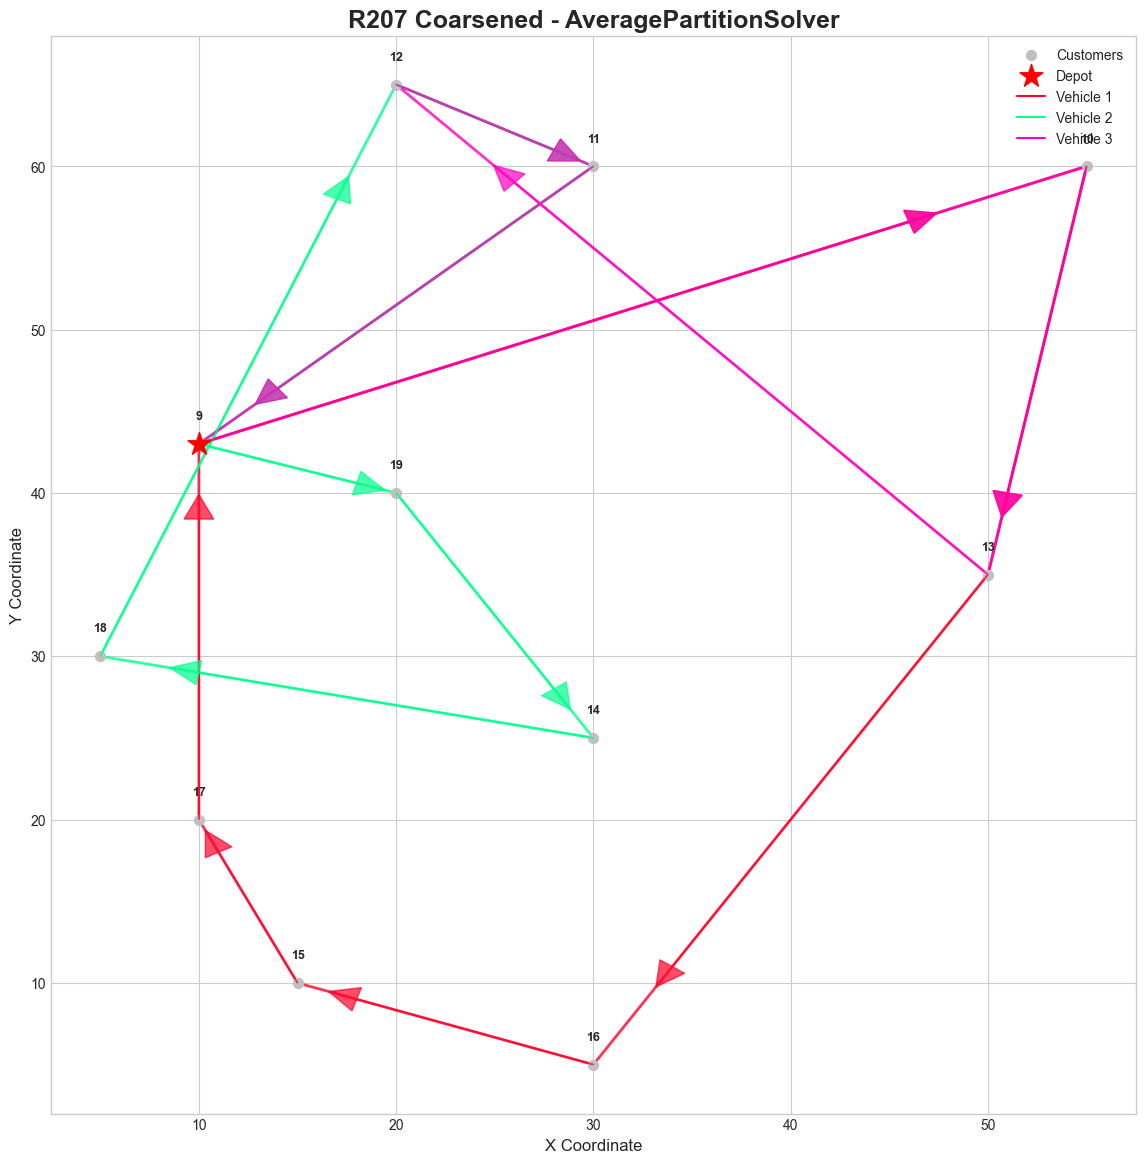 R207 Coarsened - AveragePartitionSolver
Customers
Depot
Vehicle 1
Vehicle 2
Vehicle 3
12
11
10
9
19
13
18
14
17
15
16
60
50
40
30
20
10
10
20
30
40
50
Y Coordinate
X Coordinate